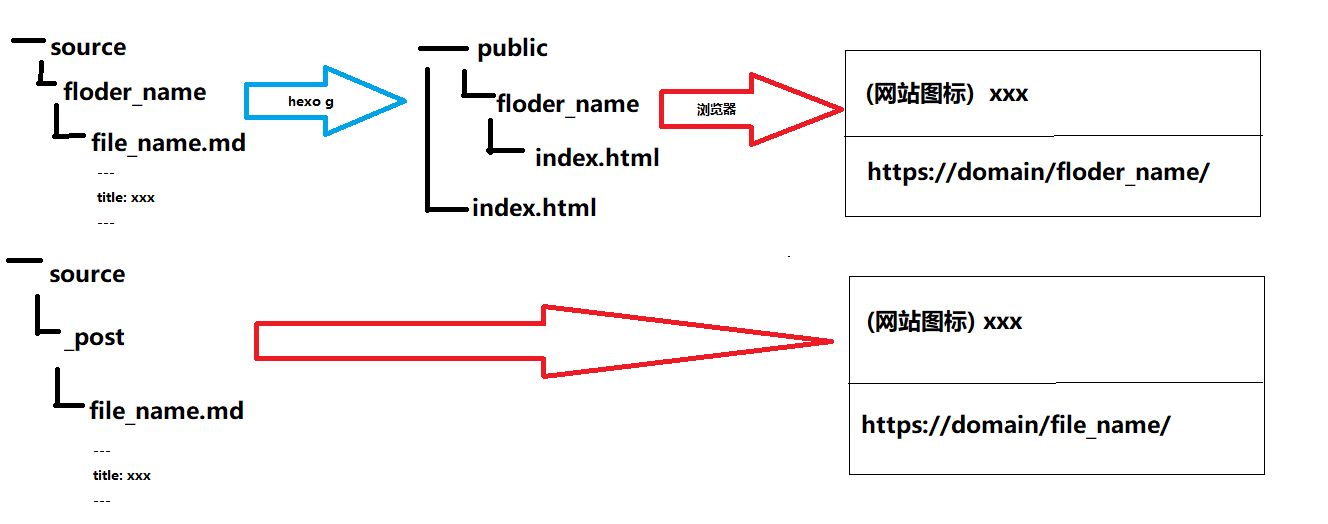 source
floder_name
file_name.md
---
title: xxx
---
hexo g
public
floder_name
index.html
index.html
浏览器
(网站图标) xxx
https://domain/floder_name/
source
_post
file_name.md
---
title: xxx
---
(网站图标) xxx
https://domain/file_name/